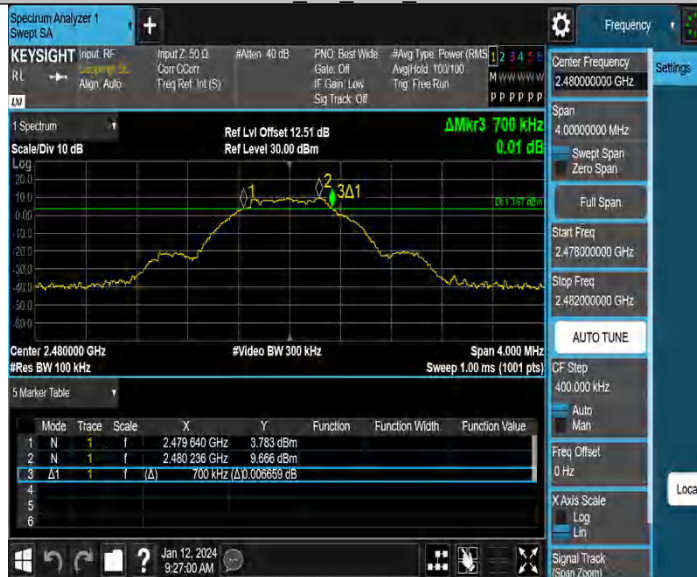 Spectrum Analyzer 1
Swept SA
+
Frequency
KEYSIGHT Input: RF
RL
Align: Auto
Input Z: 50 Ω
Corr CCorr
Freq Ref: Int (S)
#Atten: 40 dB
PNO: Best Wide
Gate: Off
IF Gain: Low
Sig Track: Off
#Avg Type: Power (RMS
Avg|Hold: 100/100
Trig: Free Run
1 2 3 4 5 6
M W W W W W
P P P P P P
LXI
1 Spectrum
Scale/Div 10 dB
Ref Lvl Offset 12.51 dB
Ref Level 30.00 dBm
ΔMkr3 700 kHz
0.01 dB
Log
20.0
10.0
0.00
-10.0
-20.0
-30.0
-40.0
-50.0
-60.0
1
2
3Δ1
Center 2.480000 GHz
#Res BW 100 kHz
#Video BW 300 kHz
Span 4.000 MHz
Sweep 1.00 ms (1001 pts)
5 Marker Table
Mode Trace Scale X Y Function Function Width Function Value
1 N 1 f 2.479 640 GHz 3.783 dBm
2 N 1 f 2.480 236 GHz 9.666 dBm
3 Δ1 1 f (Δ) 700 kHz (Δ)0.006659 dB
4
5
6
?
Jan 12, 2024
9:27:00 AM
Center Frequency
2.480000000 GHz
Settings
Span
4.00000000 MHz
Swept Span
Zero Span
Full Span
Start Freq
2.478000000 GHz
Stop Freq
2.482000000 GHz
AUTO TUNE
CF Step
400.000 kHz
Auto
Man
Freq Offset
0 Hz
X Axis Scale
Log
Lin
Signal Track
(Span Zoom)
Loca